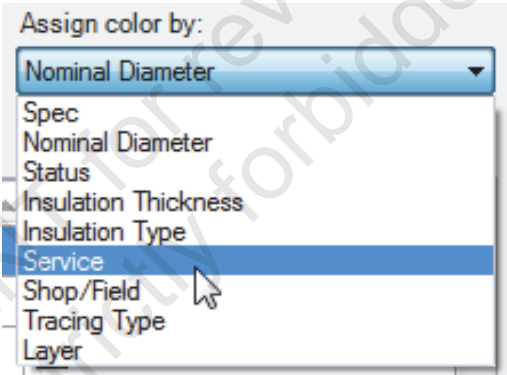 Assign color by:
Nominal Diameter
Spec
Nominal Diameter
Status
Insulation Thickness
Insulation Type
Service
Shop/Field
Tracing Type
Layer